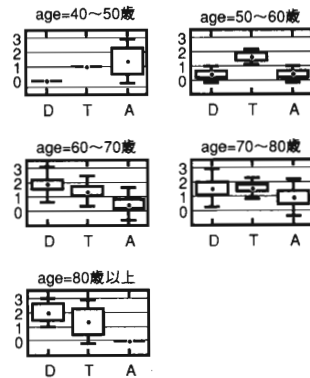 age=40～50歳
3
2
1
0
D T A
age=50～60歳
3
2
1
0
D T A
age=60～70歳
3
2
1
0
D T A
age=70～80歳
3
2
1
0
D T A
age=80歳以上
3
2
1
0
D T A